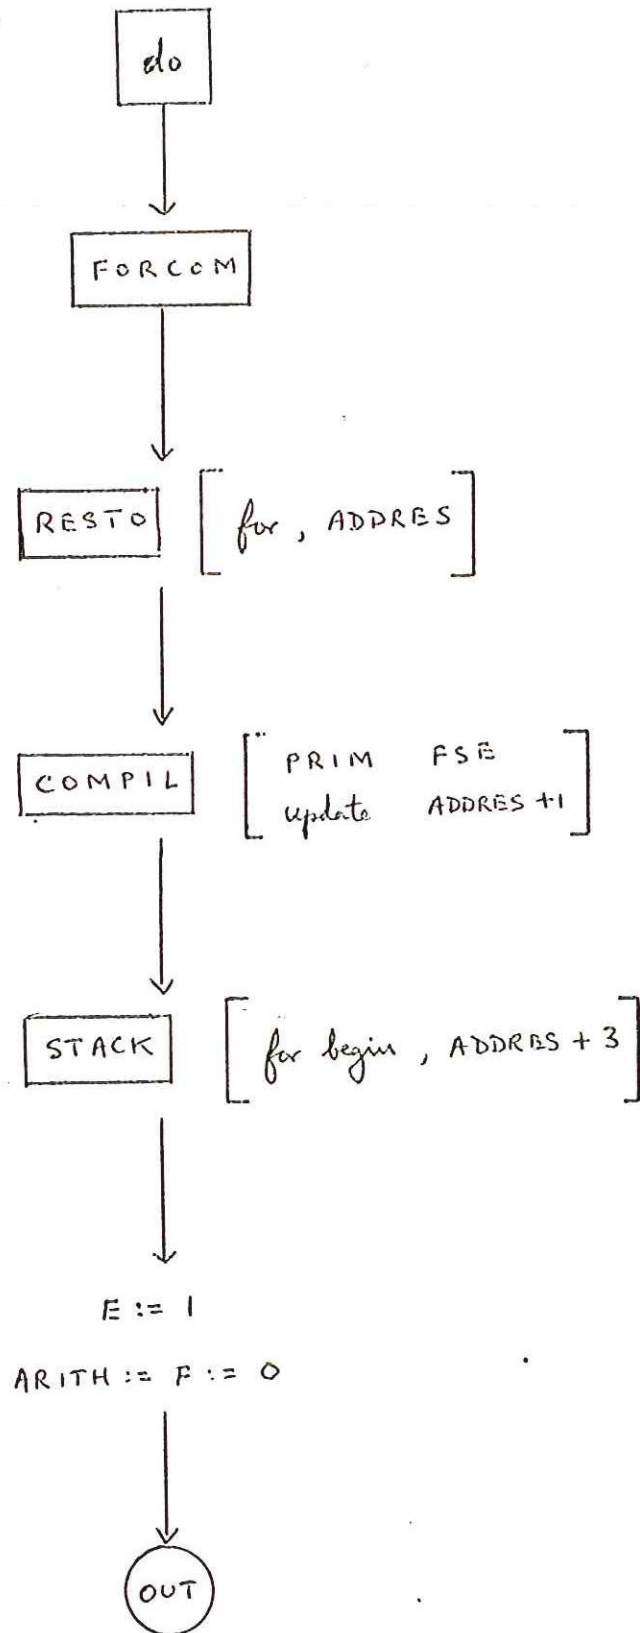 do
FORCOM
RESTO [for, ADDRES]
COMPIL [PRIM FSE
update ADDRES +1]
STACK [for begin, ADDRES + 3]
E := 1
ARITH := F := 0
OUT